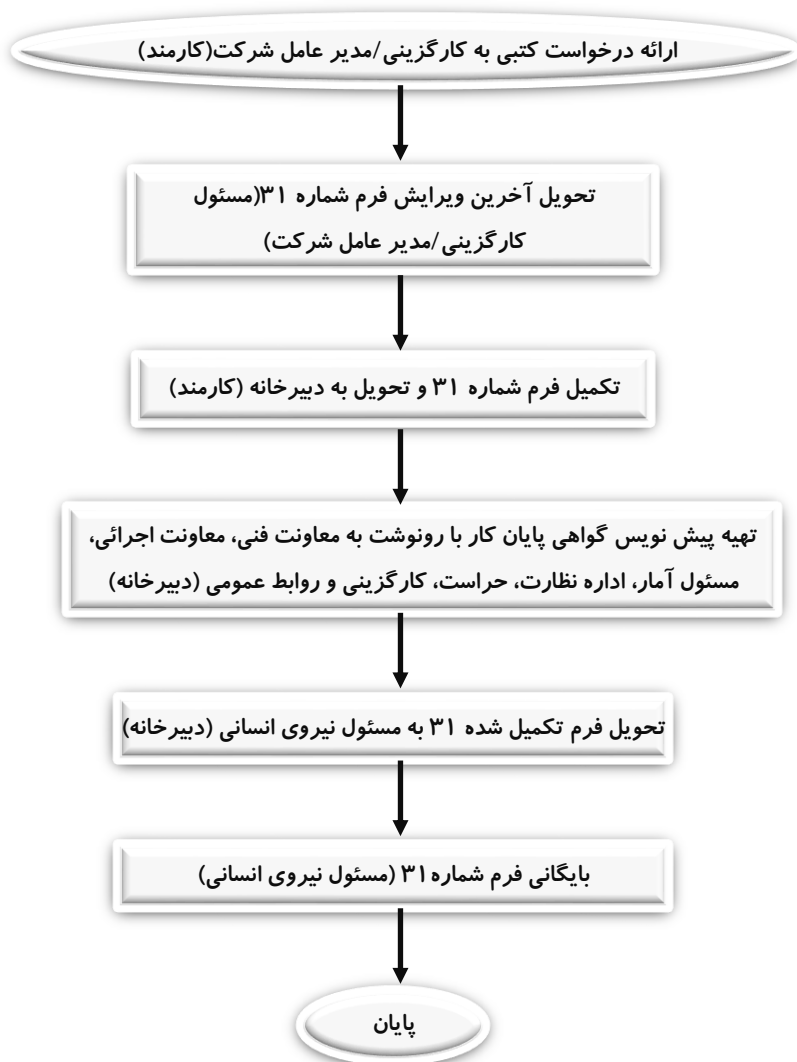 ارائه درخواست کتبی به کارگزینی/مدیر عامل شرکت(کارمند)
تحویل آخرین ویرایش فرم شماره ۳۱(مسئول
کارگزینی/مدیر عامل شرکت)
تکمیل فرم شماره ۳۱ و تحویل به دبیرخانه (کارمند)
تهیه پیش نویس گواهی پایان کار با رونوشت به معاونت فنی، معاونت اجرائی،
مسئول آمار، اداره نظارت، حراست، کارگزینی و روابط عمومی (دبیرخانه)
تحویل فرم تکمیل شده ۳۱ به مسئول نیروی انسانی (دبیرخانه)
بایگانی فرم شماره۳۱ (مسئول نیروی انسانی)
پایان